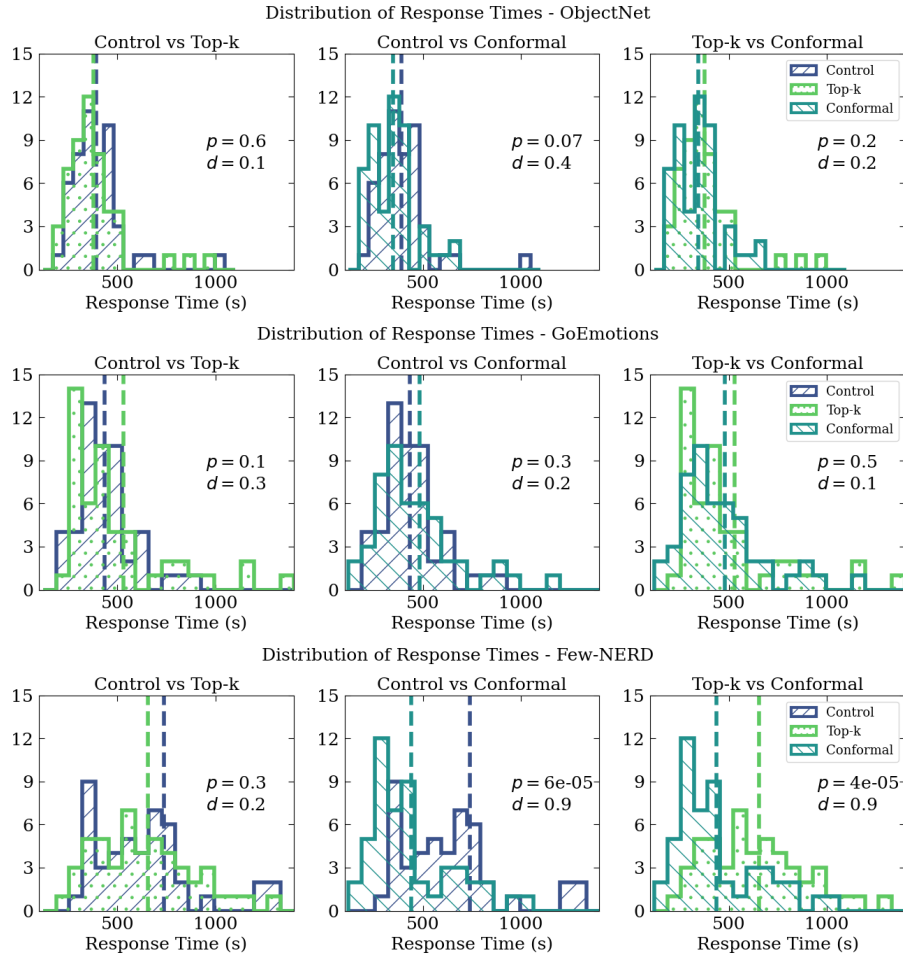 Distribution of Response Times - ObjectNet
Control vs Top-k
Control vs Conformal
Top-k vs Conformal
15
12
9
6
3
0
p = 0.6
d = 0.1
500
1000
Response Time (s)
15
12
9
6
3
0
p = 0.07
d = 0.4
500
1000
Response Time (s)
15
12
9
6
3
0
Control
Top-k
Conformal
p = 0.2
d = 0.2
500
1000
Response Time (s)
Distribution of Response Times - GoEmotions
Control vs Top-k
Control vs Conformal
Top-k vs Conformal
15
12
9
6
3
0
p = 0.1
d = 0.3
500
1000
Response Time (s)
15
12
9
6
3
0
p = 0.3
d = 0.2
500
1000
Response Time (s)
15
12
9
6
3
0
Control
Top-k
Conformal
p = 0.5
d = 0.1
500
1000
Response Time (s)
Distribution of Response Times - Few-NERD
Control vs Top-k
Control vs Conformal
Top-k vs Conformal
15
12
9
6
3
0
p = 0.3
d = 0.2
500
1000
Response Time (s)
15
12
9
6
3
0
p = 6e-05
d = 0.9
500
1000
Response Time (s)
15
12
9
6
3
0
Control
Top-k
Conformal
p = 4e-05
d = 0.9
500
1000
Response Time (s)